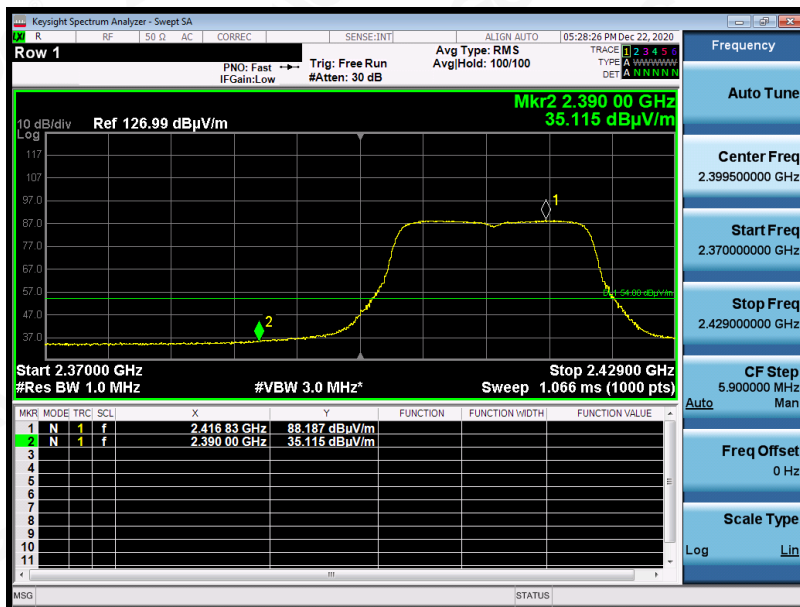 Keysight Spectrum Analyzer - Swept SA
LXI R RF 50 Ω AC CORREC SENSE:INT ALIGN AUTO 05:28:26 PM Dec 22, 2020
Row 1
PNO: Fast
IFGain:Low
Trig: Free Run
#Atten: 30 dB
Avg Type: RMS
Avg|Hold: 100/100
TRACE 1 2 3 4 5 6
TYPE A WWWWW
DET A N N N N N
Mkr2 2.390 00 GHz
35.115 dBµV/m
10 dB/div Ref 126.99 dBµV/m
Log
117
107
97.0
87.0
77.0
67.0
57.0
47.0
37.0
1
2
54.00 dBµV/m
Start 2.37000 GHz Stop 2.42900 GHz
#Res BW 1.0 MHz #VBW 3.0 MHz* Sweep 1.066 ms (1000 pts)
MKR MODE TRC SCL X Y FUNCTION FUNCTION WIDTH FUNCTION VALUE
1 N 1 f 2.416 83 GHz 88.187 dBµV/m
2 N 1 f 2.390 00 GHz 35.115 dBµV/m
3
4
5
6
7
8
9
10
11
MSG STATUS
Frequency
Auto Tune
Center Freq
2.399500000 GHz
Start Freq
2.370000000 GHz
Stop Freq
2.429000000 GHz
CF Step
5.900000 MHz
Auto Man
Freq Offset
0 Hz
Scale Type
Log Lin